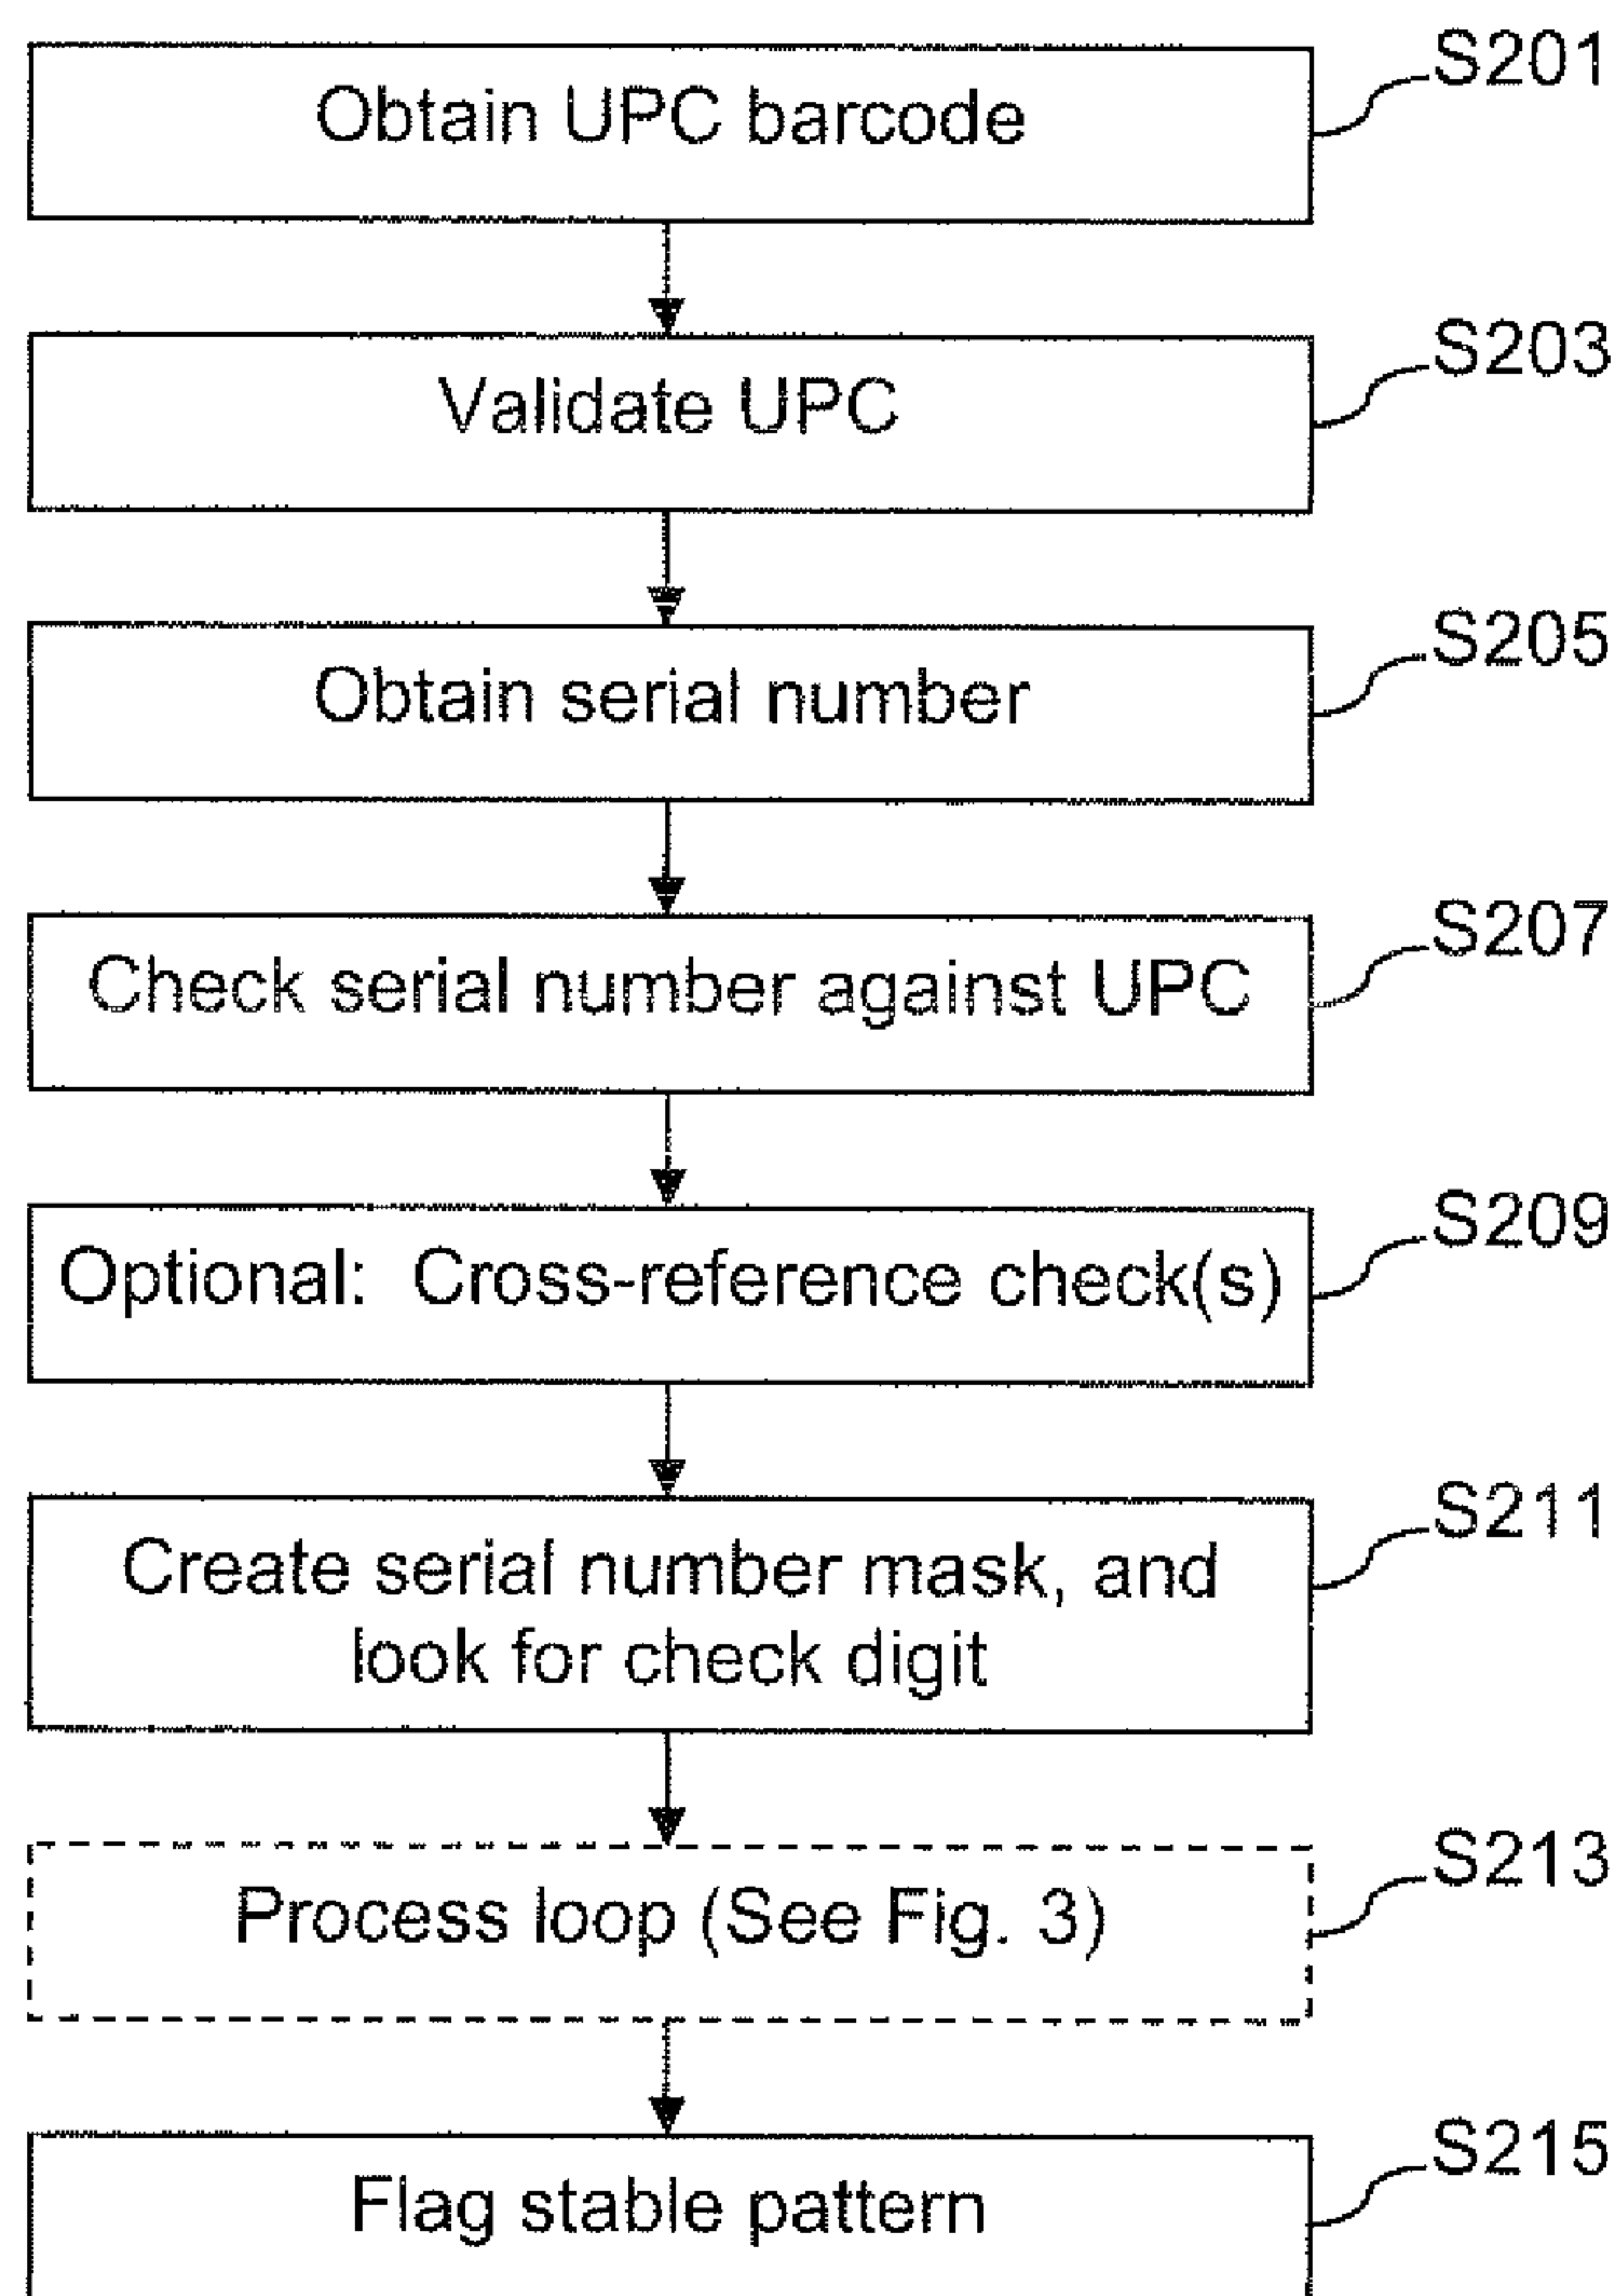 S201
Obtain UPC barcode
S203
Validate UPC
S205
Obtain serial number
S207
Check serial number against UPC
S209
Optional: Cross-reference check(s)
S211
Create serial number mask, and
look for check digit
S213
Process loop (See Fig. 3)
S215
Flag stable pattern